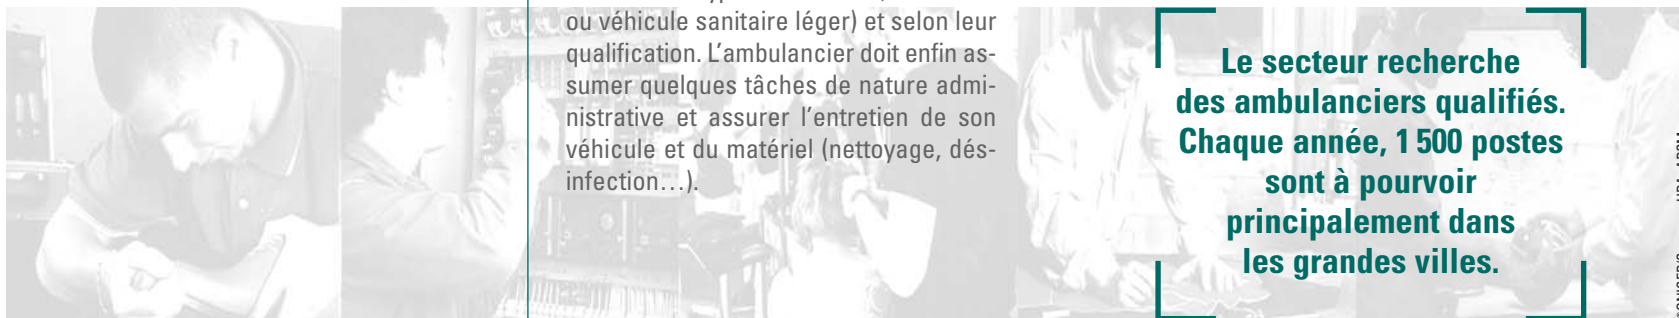 ou véhicule sanitaire léger) et selon leur
qualification. L’ambulancier doit enfin as-
sumer quelques tâches de nature admi-
nistrative et assurer l’entretien de son
véhicule et du matériel (nettoyage, dés-
infection…).
Le secteur recherche
des ambulanciers qualifiés.
Chaque année, 1 500 postes
sont à pourvoir
principalement dans
les grandes villes.